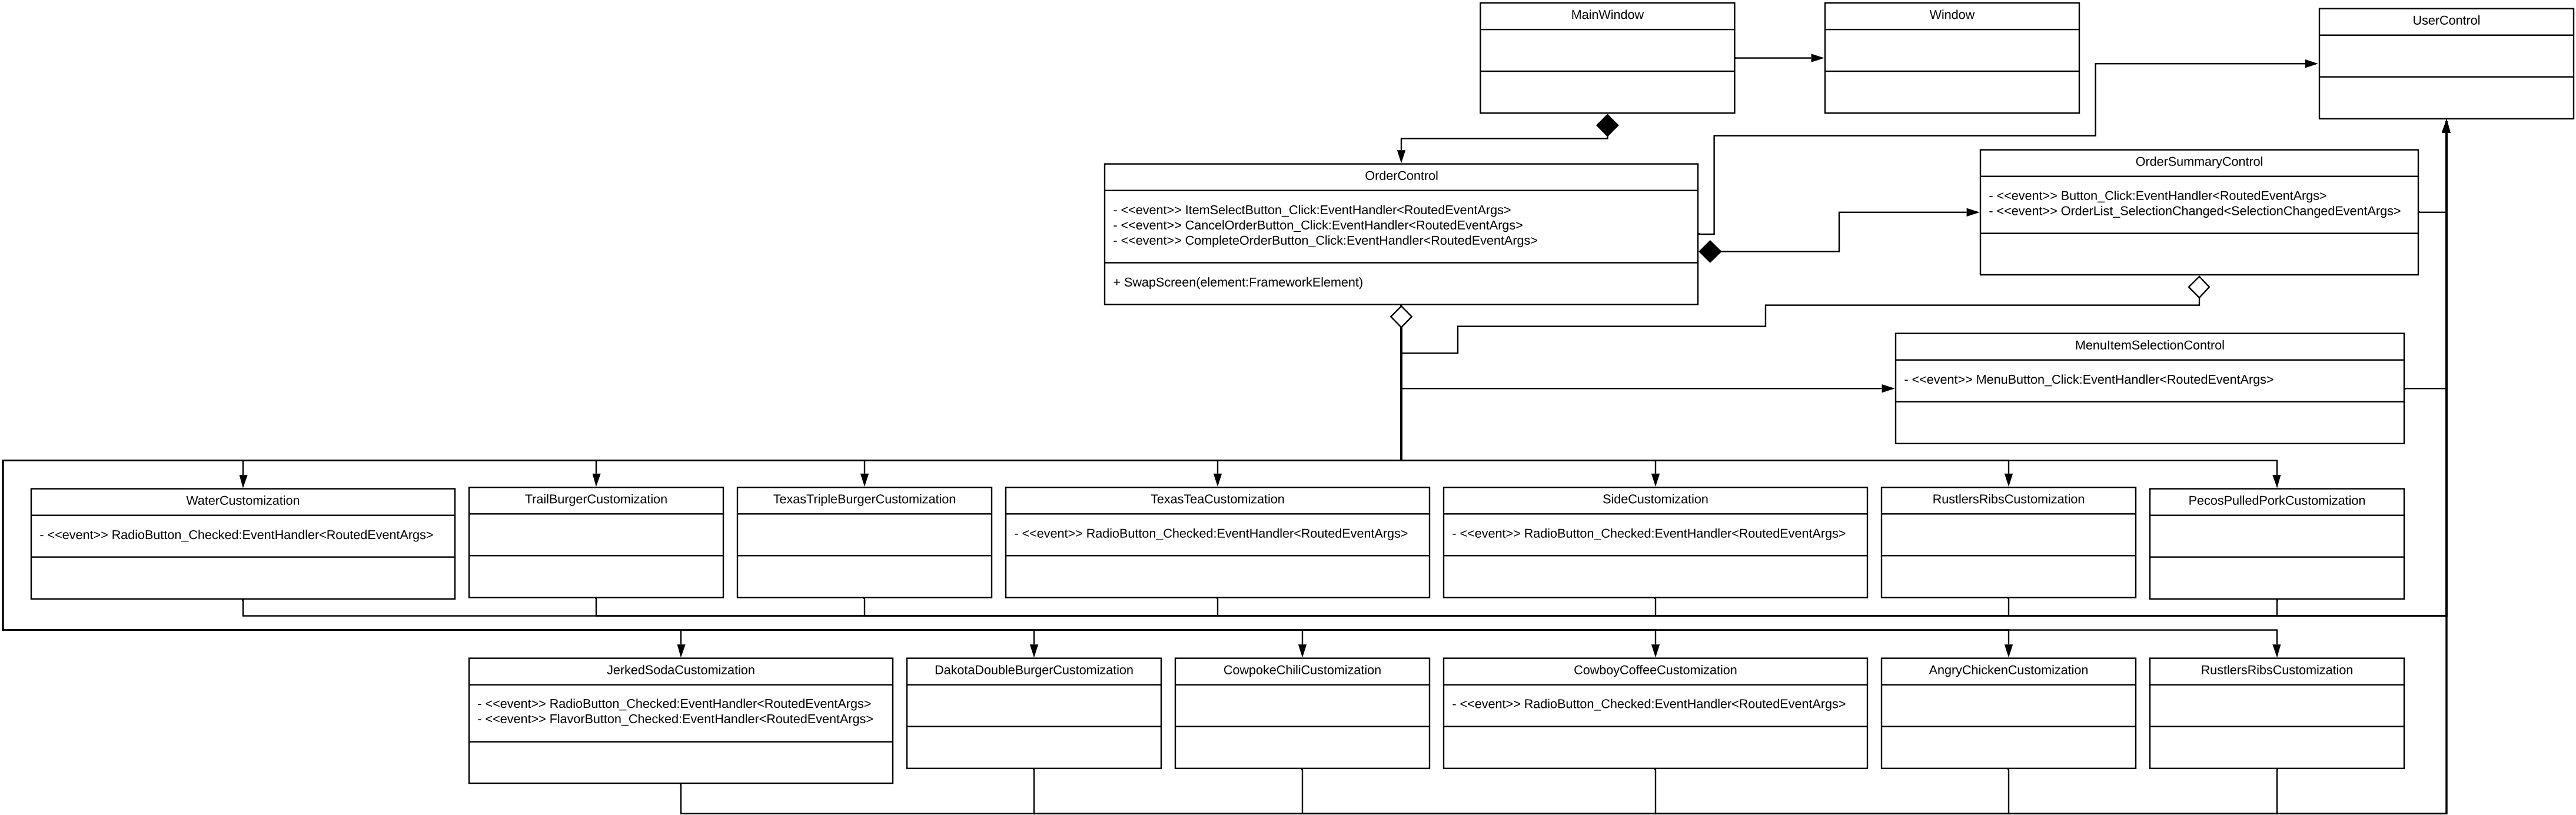 MainWindow
Window
UserControl
OrderControl
- <<event>> ItemSelectButton_Click:EventHandler<RoutedEventArgs>
- <<event>> CancelOrderButton_Click:EventHandler<RoutedEventArgs>
- <<event>> CompleteOrderButton_Click:EventHandler<RoutedEventArgs>
+ SwapScreen(element:FrameworkElement)
OrderSummaryControl
- <<event>> Button_Click:EventHandler<RoutedEventArgs>
- <<event>> OrderList_SelectionChanged<SelectionChangedEventArgs>
MenuItemSelectionControl
- <<event>> MenuButton_Click:EventHandler<RoutedEventArgs>
WaterCustomization
- <<event>> RadioButton_Checked:EventHandler<RoutedEventArgs>
TrailBurgerCustomization
TexasTripleBurgerCustomization
TexasTeaCustomization
- <<event>> RadioButton_Checked:EventHandler<RoutedEventArgs>
SideCustomization
- <<event>> RadioButton_Checked:EventHandler<RoutedEventArgs>
RustlersRibsCustomization
PecosPulledPorkCustomization
JerkedSodaCustomization
- <<event>> RadioButton_Checked:EventHandler<RoutedEventArgs>
- <<event>> FlavorButton_Checked:EventHandler<RoutedEventArgs>
DakotaDoubleBurgerCustomization
CowpokeChiliCustomization
CowboyCoffeeCustomization
- <<event>> RadioButton_Checked:EventHandler<RoutedEventArgs>
AngryChickenCustomization
RustlersRibsCustomization